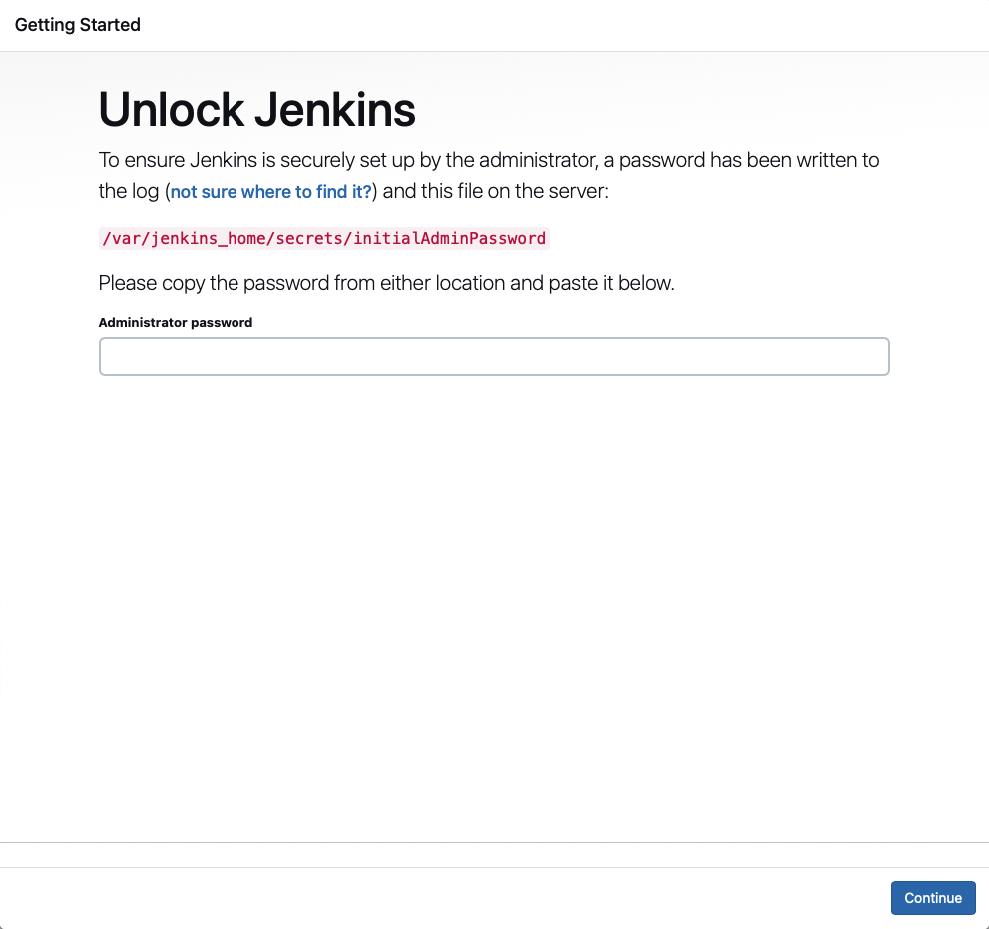 Getting Started
Unlock Jenkins
To ensure Jenkins is securely set up by the administrator, a password has been written to
the log (not sure where to find it?) and this file on the server:
/var/jenkins_home/secrets/initialAdminPassword
Please copy the password from either location and paste it below.
Administrator password
Continue